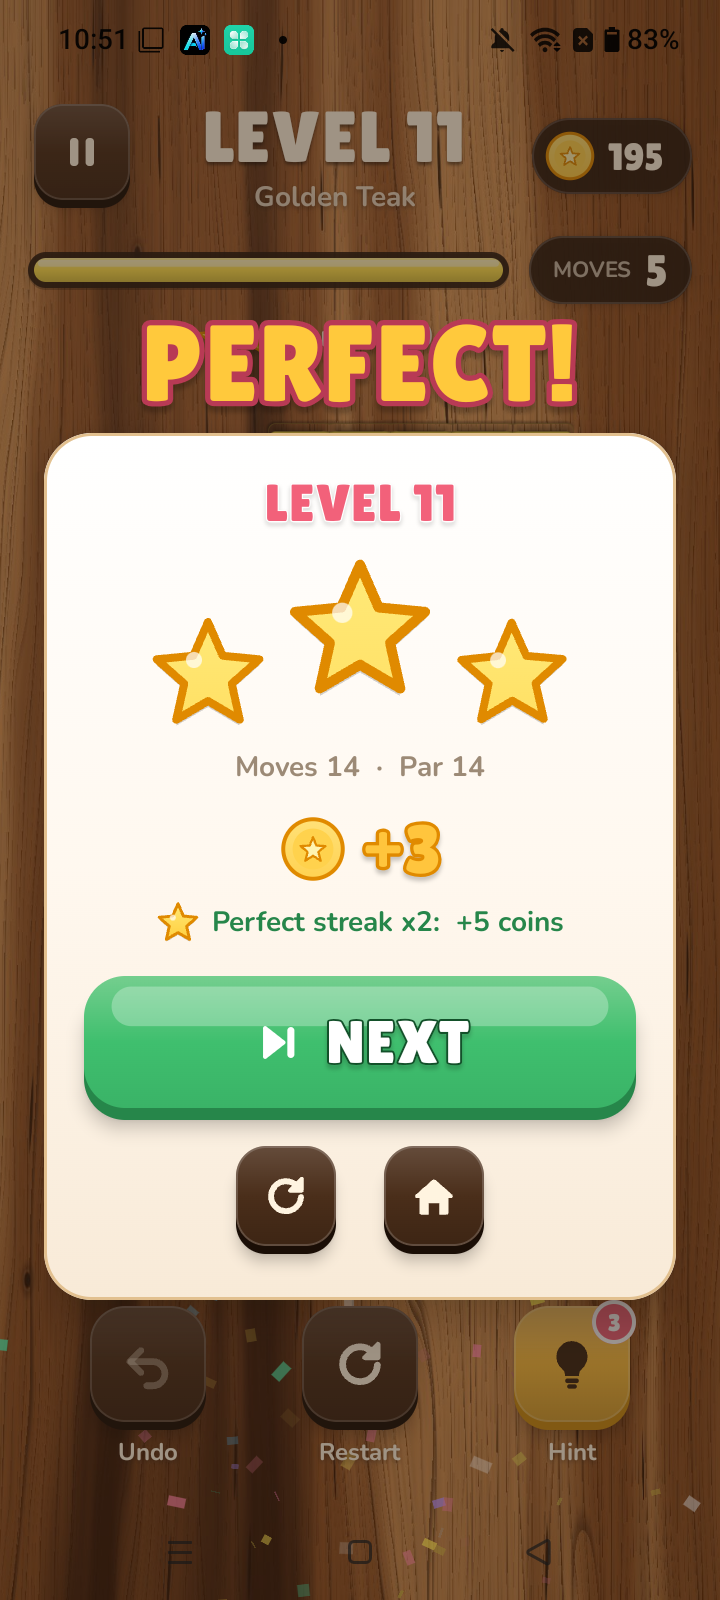 10:51
Ai
83%
LEVEL 11
195
Golden Teak
MOVES 5
PERFECT!
LEVEL 11
Moves 14 · Par 14
+3
Perfect streak x2: +5 coins
NEXT
3
Undo
Restart
Hint